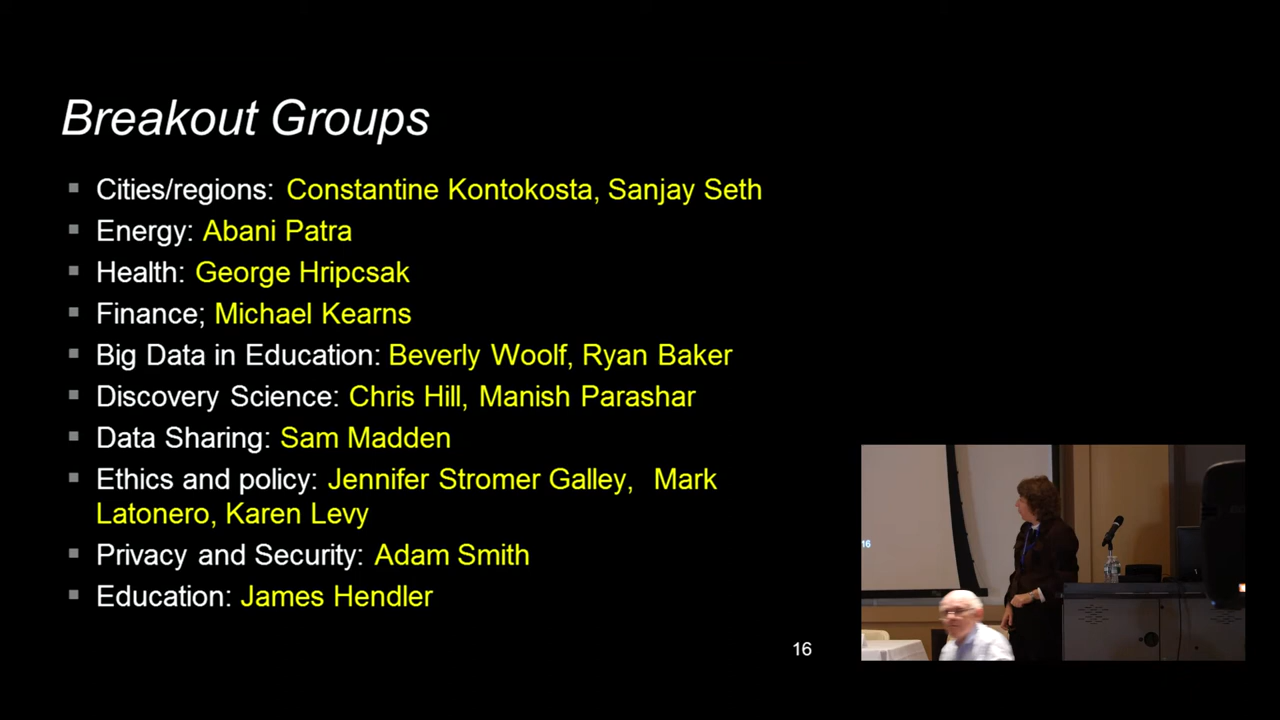 Breakout Groups
Cities/regions: Constantine Kontokosta, Sanjay Seth
Energy: Abani Patra
Health: George Hripcsak
Finance; Michael Kearns
Big Data in Education: Beverly Woolf, Ryan Baker
Discovery Science: Chris Hill, Manish Parashar
Data Sharing: Sam Madden
Ethics and policy: Jennifer Stromer Galley, Mark
Latonero, Karen Levy
Privacy and Security: Adam Smith
Education: James Hendler
16
16